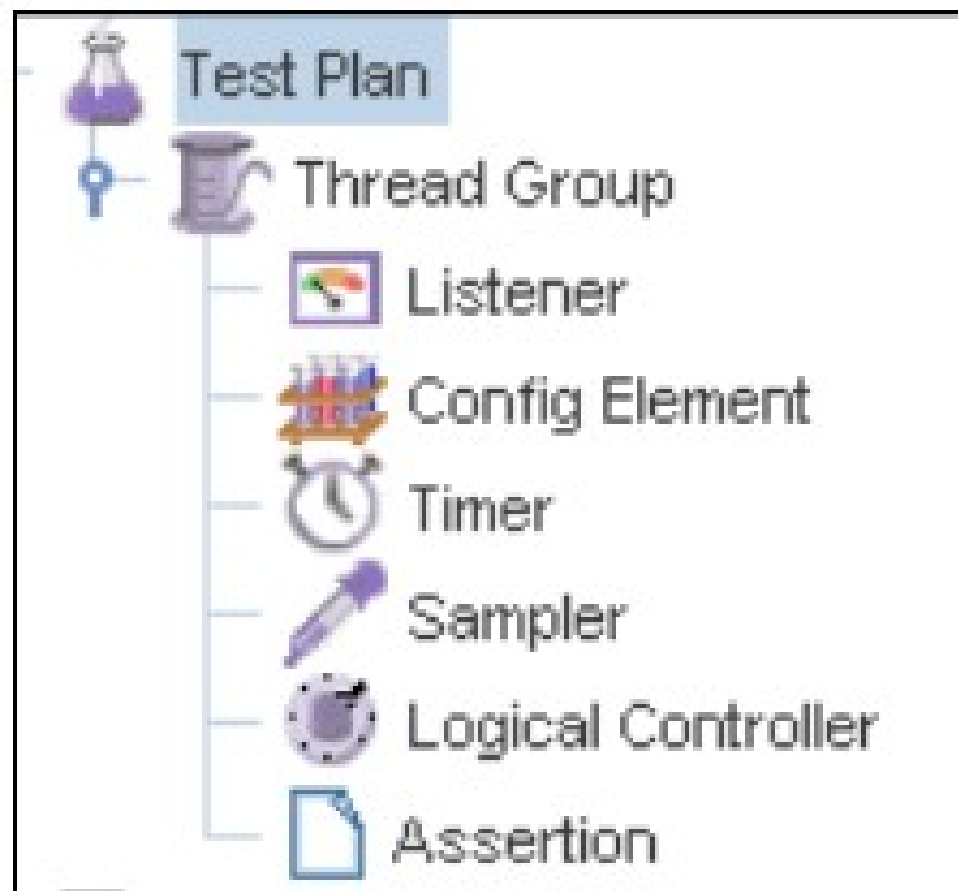 Test Plan
Thread Group
Listener
Config Element
Timer
Sampler
Logical Controller
Assertion